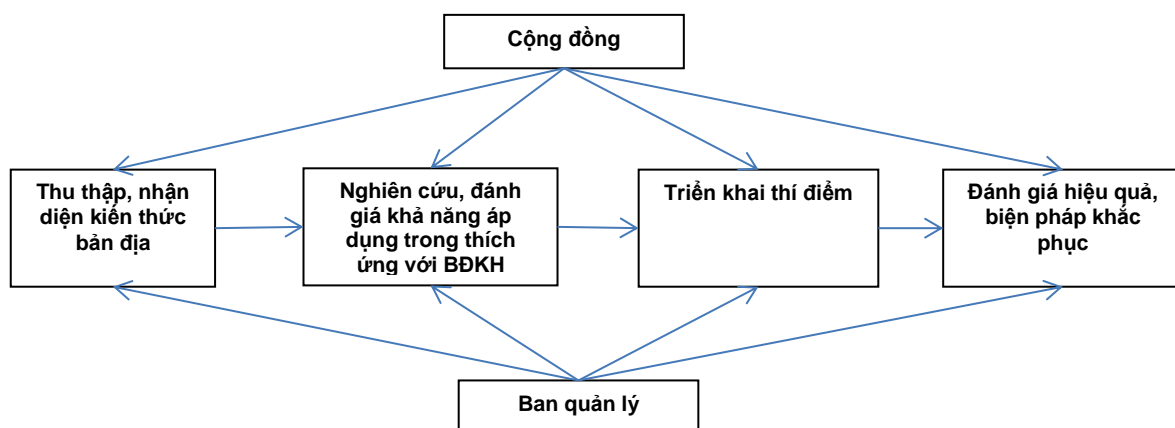 Cộng đồng
Thu thập, nhận
diện kiến thức
bản địa
Nghiên cứu, đánh
giá khả năng áp
dụng trong thích
ứng với BĐKH
Triển khai thí điểm
Đánh giá hiệu quả,
biện pháp khắc
phục
Ban quản lý